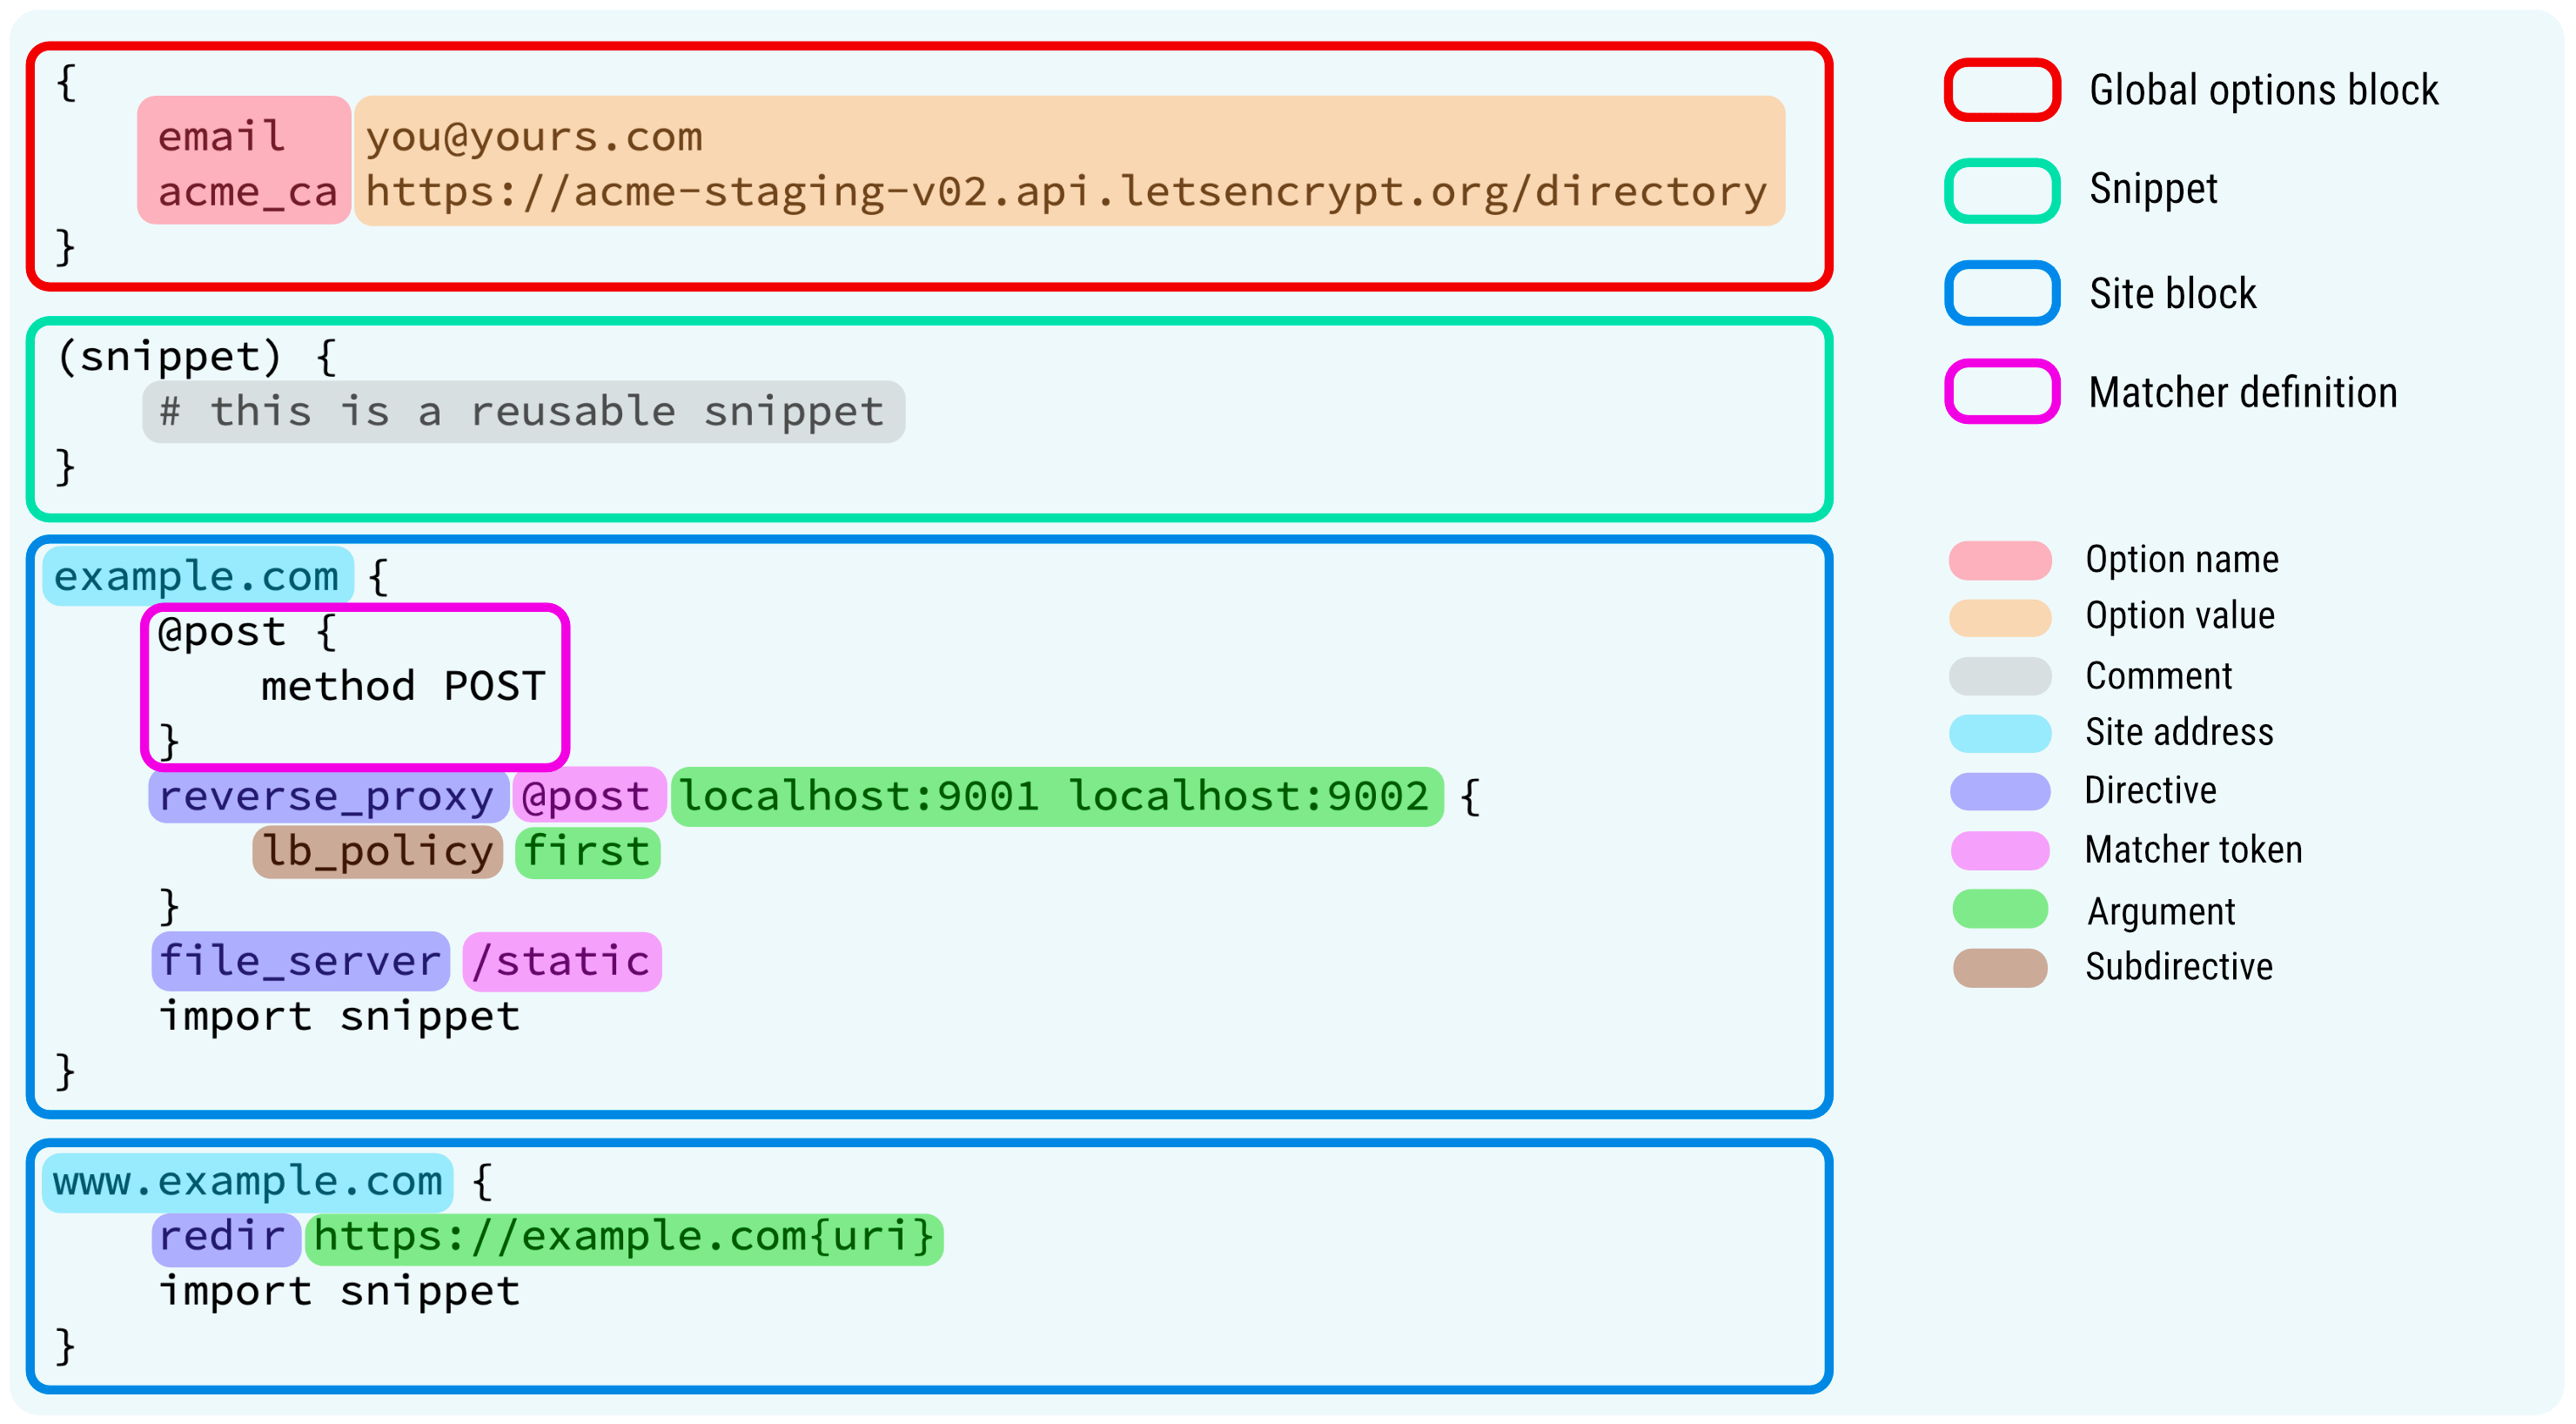 {
    email   you@yours.com
    acme_ca https://acme-staging-v02.api.letsencrypt.org/directory
}
(snippet) {
    # this is a reusable snippet
}
example.com {
    @post {
        method POST
    }
    reverse_proxy @post localhost:9001 localhost:9002 {
        lb_policy first
    }
    file_server /static
    import snippet
}
www.example.com {
    redir https://example.com{uri}
    import snippet
}
Global options block
Snippet
Site block
Matcher definition
Option name
Option value
Comment
Site address
Directive
Matcher token
Argument
Subdirective